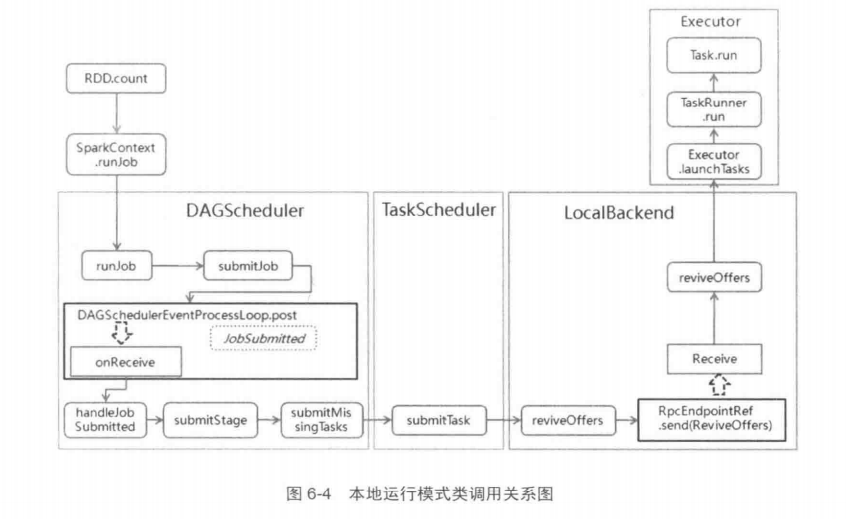 Executor
Task.run
TaskRunner
.run
Executor
.launchTasks
RDD.count
SparkContext
.runJob
DAGScheduler
TaskScheduler
LocalBackend
runJob
submitJob
DAGSchedulerEventProcessLoop.post
JobSubmitted
onReceive
handleJob
Submitted
submitStage
submitMis
singTasks
submitTask
reviveOffers
RpcEndpointRef
.send(ReviveOffers)
Receive
reviveOffers
图 6-4 本地运行模式类调用关系图